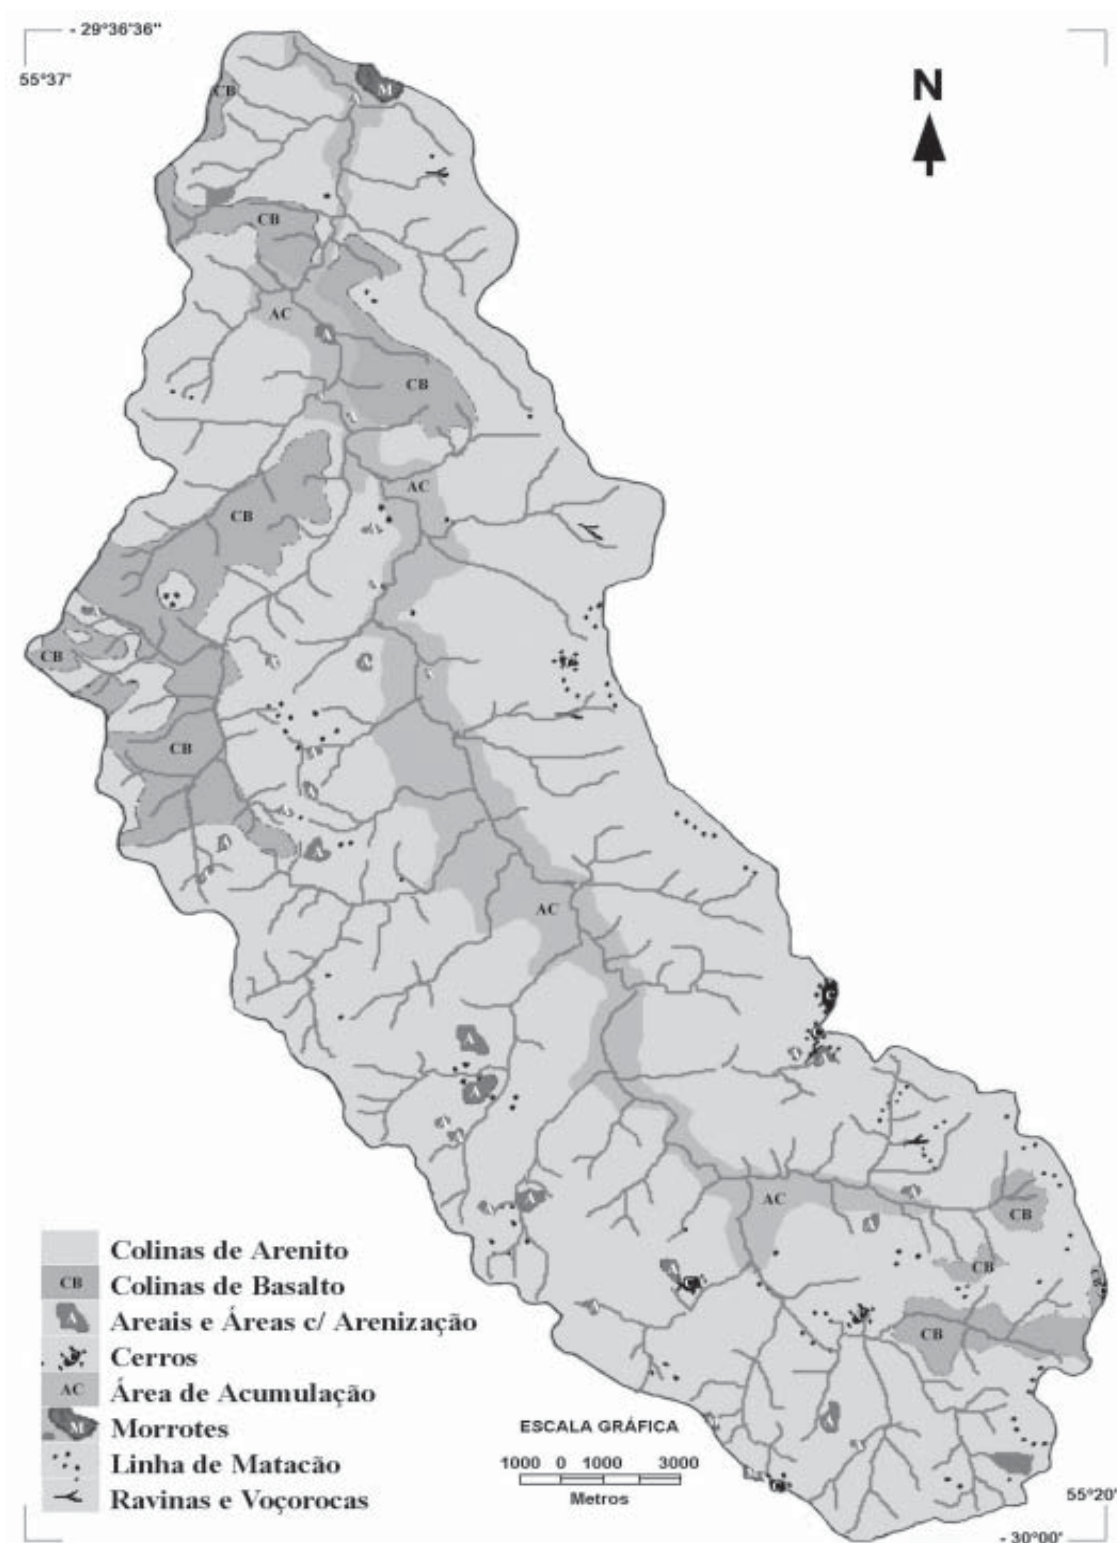 - 29°36'36"
55°37'
N
M
CB
A
CB
AC
A
CB
AC
CB
CB
A
CB
A
A
A
AC
C
A
A
A
AC
A
CB
A
CB
A
C
CB
A
Colinas de Arenito
CB Colinas de Basalto
A Areais e Áreas c/ Arenização
Cerros
AC Área de Acumulação
M Morrotes
Linha de Matacão
Ravinas e Voçorocas
ESCALA GRÁFICA
1000 0 1000 3000
Metros
55°20'
- 30°00'